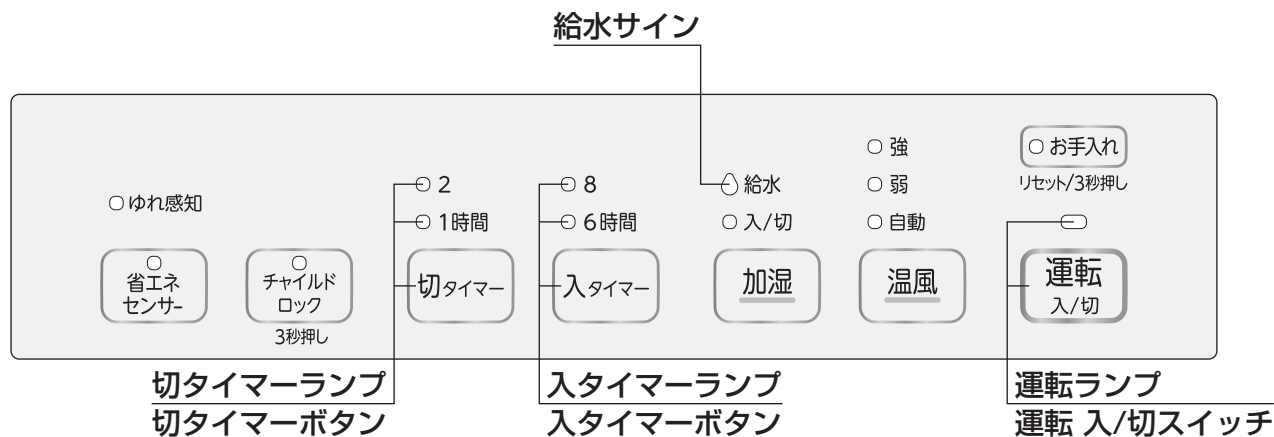 給水サイン
強
お手入れ
2
8
給水
弱
リセット/3秒押し
ゆれ感知
1時間
6時間
入/切
自動
省エネ
センサー
チャイルド
ロック
切タイマー
入タイマー
加湿
温風
運転
入/切
3秒押し
切タイマーランプ
入タイマーランプ
運転ランプ
切タイマーボタン
入タイマーボタン
運転 入/切スイッチ